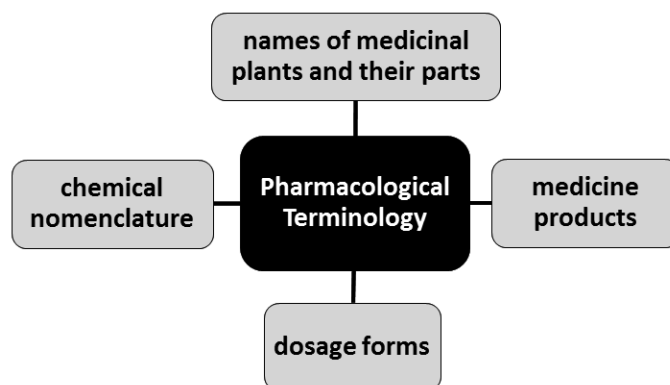 names of medicinal
plants and their parts
chemical
nomenclature
Pharmacological
Terminology
medicine
products
dosage forms